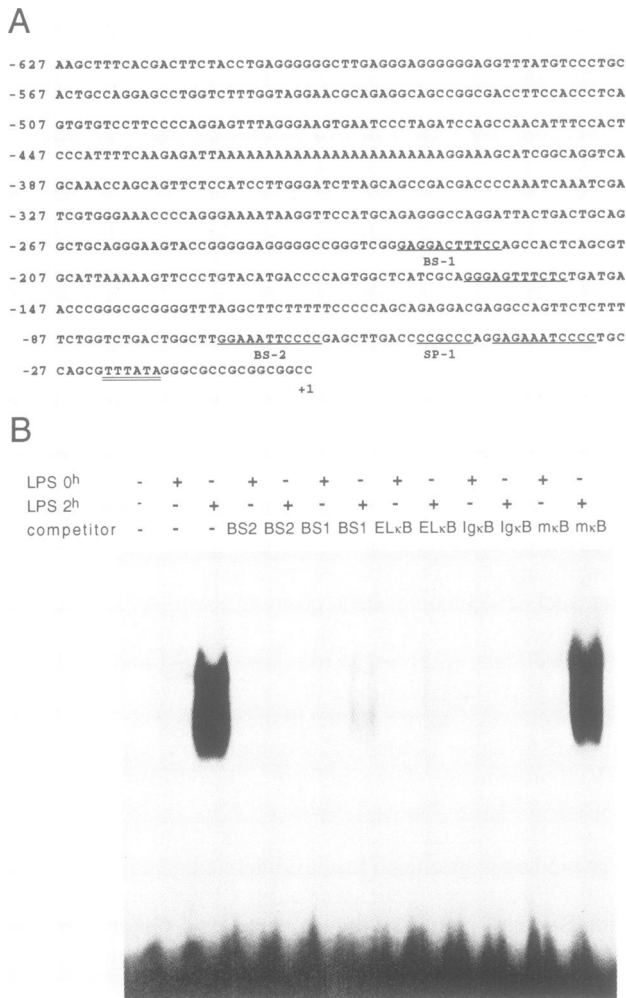 A
-627 AAGCTTTCACGACTTCTACCTGAGGGGGGCTTGAGGGAGGGGGGAGGTTTATGTCCCTGC
-567 ACTGCCAGGAGCCTGGTCTTTGGTAGGAACGCAGAGGCAGCCGGCGACCTTCCACCCTCA
-507 GTGTGTCCTTCCCCAGGAGTTTAGGGAAGTGAATCCCTAGATCCAGCCAACATTTCCACT
-447 CCCATTTTCAAGAGATTAAAAAAAAAAAAAAAAAAAAAAAAAAAGGAAAGCATCGGCAGGTCA
-387 GCAAACCAGCAGTTCTCCATCCTTGGGATCTTAGCAGCCGACGACCCCAAATCAAATCGA
-327 TCGTGGGAAACCCCAGGGAAAATAAGGTTCCATGCAGAGGGCCAGGATTACTGACTGCAG
-267 GCTGCAGGGAAGTACCGGGGGAGGGGGCCGGGTCGGGAGGACTTTCCAGCCACTCAGCGT
BS-1
-207 GCATTAAAAAGTTCCCTGTACATGACCCCAGTGGCTCATCGCAGGGAGTTTCTCTGATGA
-147 ACCCGGGCGCGGGGTTTAGGCTTCTTTTTCCCCCAGCAGAGGACGAGGCCAGTTCTCTTT
-87 TCTGGTCTGACTGGCTTGGAAATTCCCCGAGCTTGACCCCGCCCAGGAGAAATCCCCTGC
BS-2 SP-1
-27 CAGCGTTTATAGGGCGCCGCGGCGGCC
+1
B
LPS 0h - + - + - + - + - + - + -
LPS 2h - - + - + - + - + - + - +
competitor - - - BS2 BS2 BS1 BS1 ELκB ELκB IgκB IgκB mκB mκB